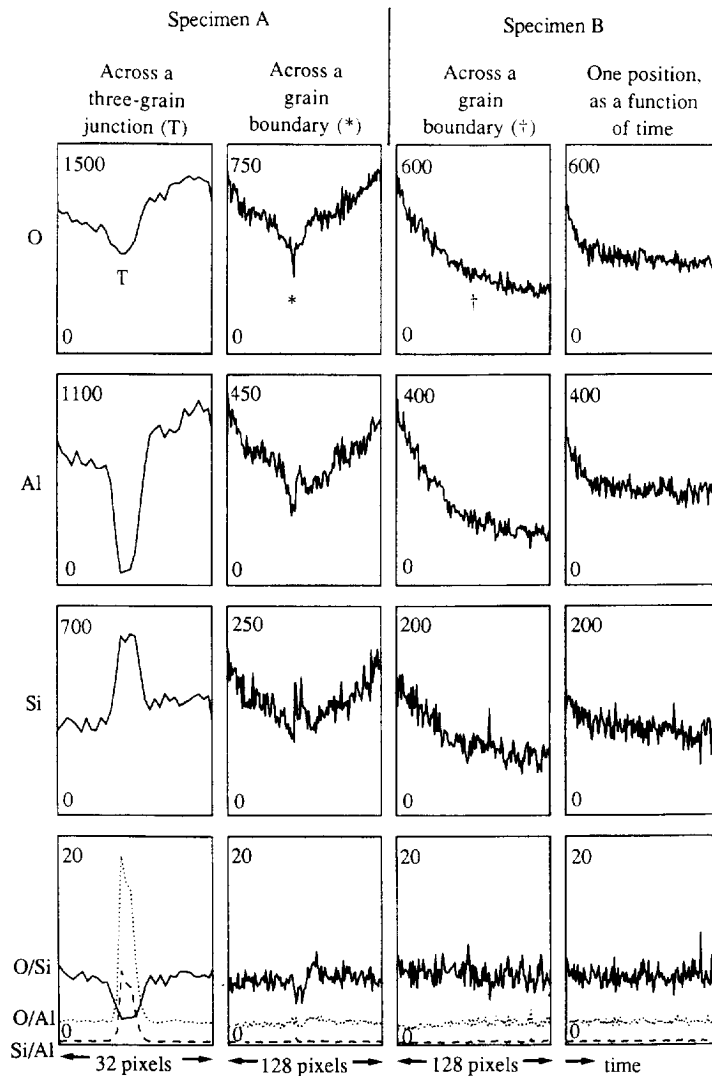 Specimen A
Specimen B
Across a
three-grain
junction (T)
Across a
grain
boundary (*)
Across a
grain
boundary (†)
One position,
as a function
of time
O
1500
T
0
750
*
0
600
†
0
600
0
Al
1100
0
450
0
400
0
400
0
Si
700
0
250
0
200
0
200
0
20
20
20
20
O/Si
O/Al
0
0
0
0
Si/Al
32 pixels
128 pixels
128 pixels
time